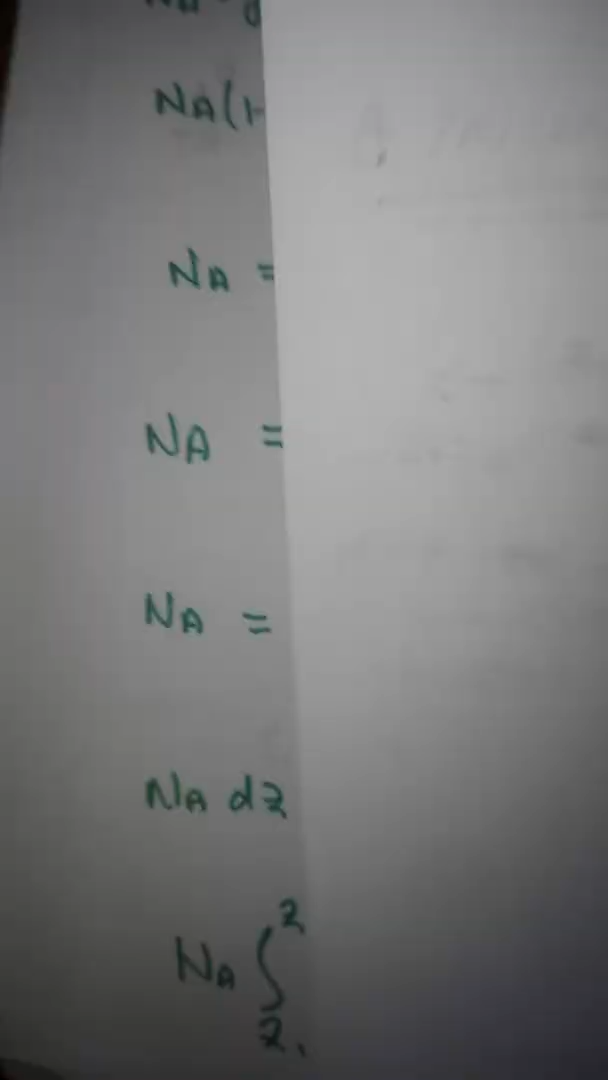 NA(1-
NA =
NA =
NA =
NA dz
NA ∫